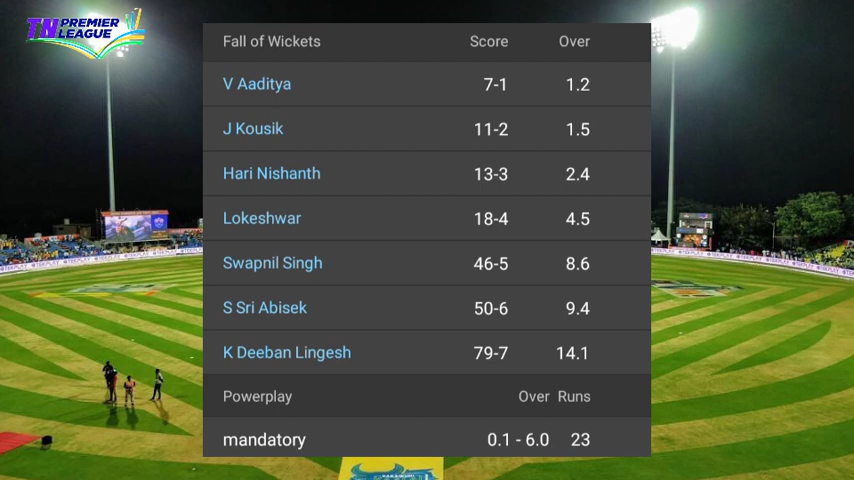 TN PREMIER
LEAGUE
Fall of Wickets Score Over
V Aaditya 7-1 1.2
J Kousik 11-2 1.5
Hari Nishanth 13-3 2.4
Lokeshwar 18-4 4.5
Swapnil Singh 46-5 8.6
S Sri Abisek 50-6 9.4
K Deeban Lingesh 79-7 14.1
Powerplay Over Runs
mandatory 0.1 - 6.0 23